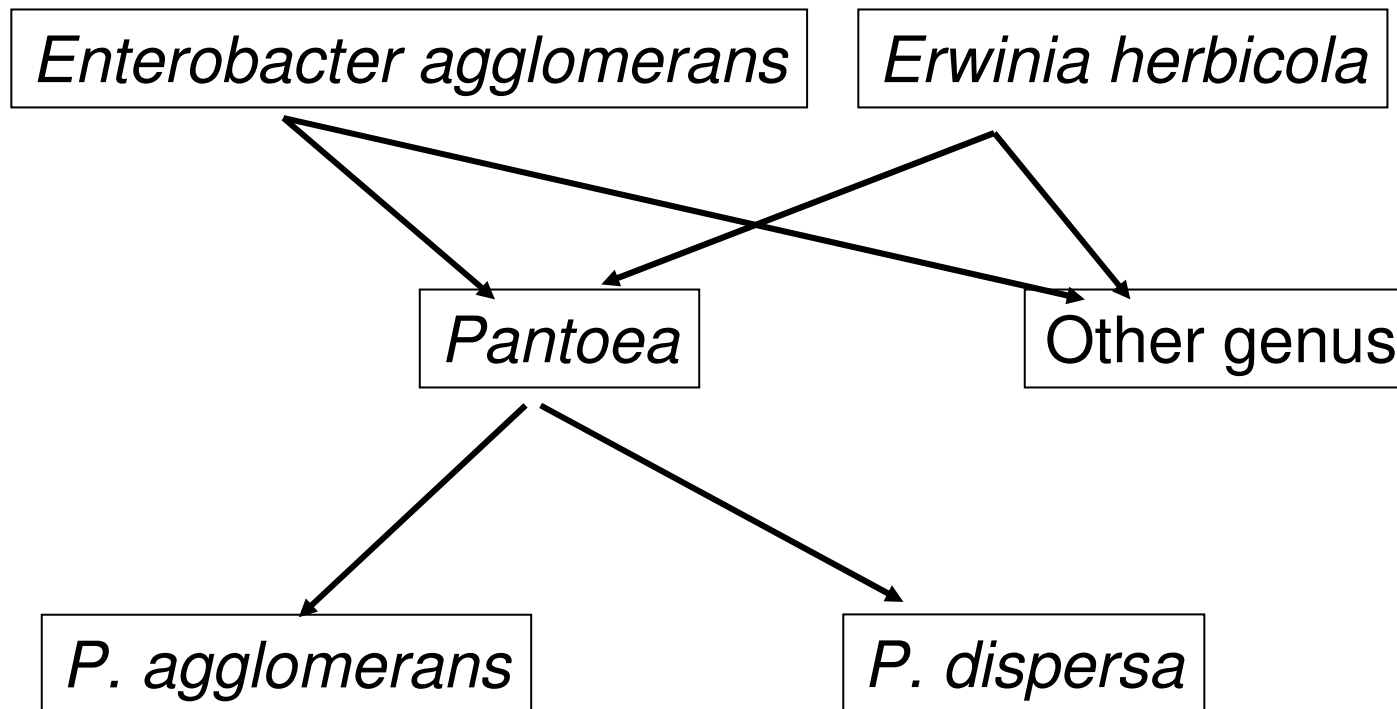 Enterobacter agglomerans
Erwinia herbicola
Pantoea
Other genus
P. agglomerans
P. dispersa